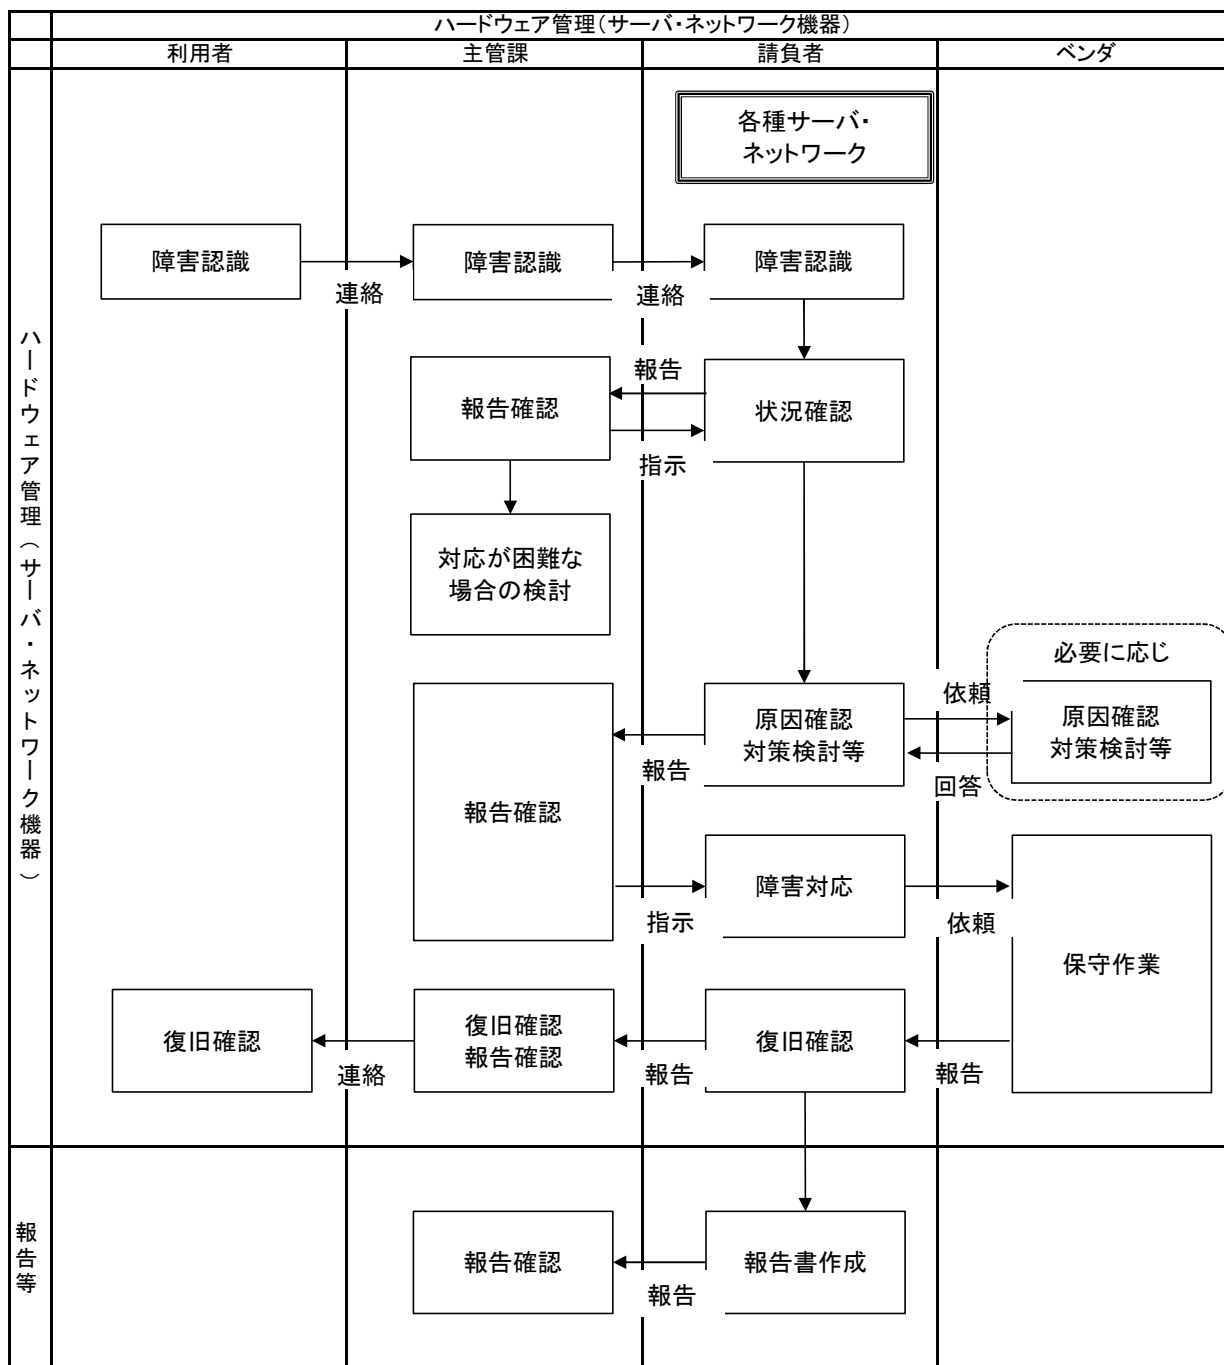 ハードウェア管理(サーバ・ネットワーク機器)
利用者
主管課
請負者
ベンダ
ハードウェア管理(サーバ・ネットワーク機器)
各種サーバ・
ネットワーク
障害認識
連絡
障害認識
連絡
障害認識
報告確認
報告
指示
状況確認
対応が困難な
場合の検討
必要に応じ
報告確認
報告
原因確認
対策検討等
依頼
回答
原因確認
対策検討等
指示
障害対応
依頼
保守作業
復旧確認
連絡
復旧確認
報告確認
報告
復旧確認
報告
報告等
報告確認
報告
報告書作成